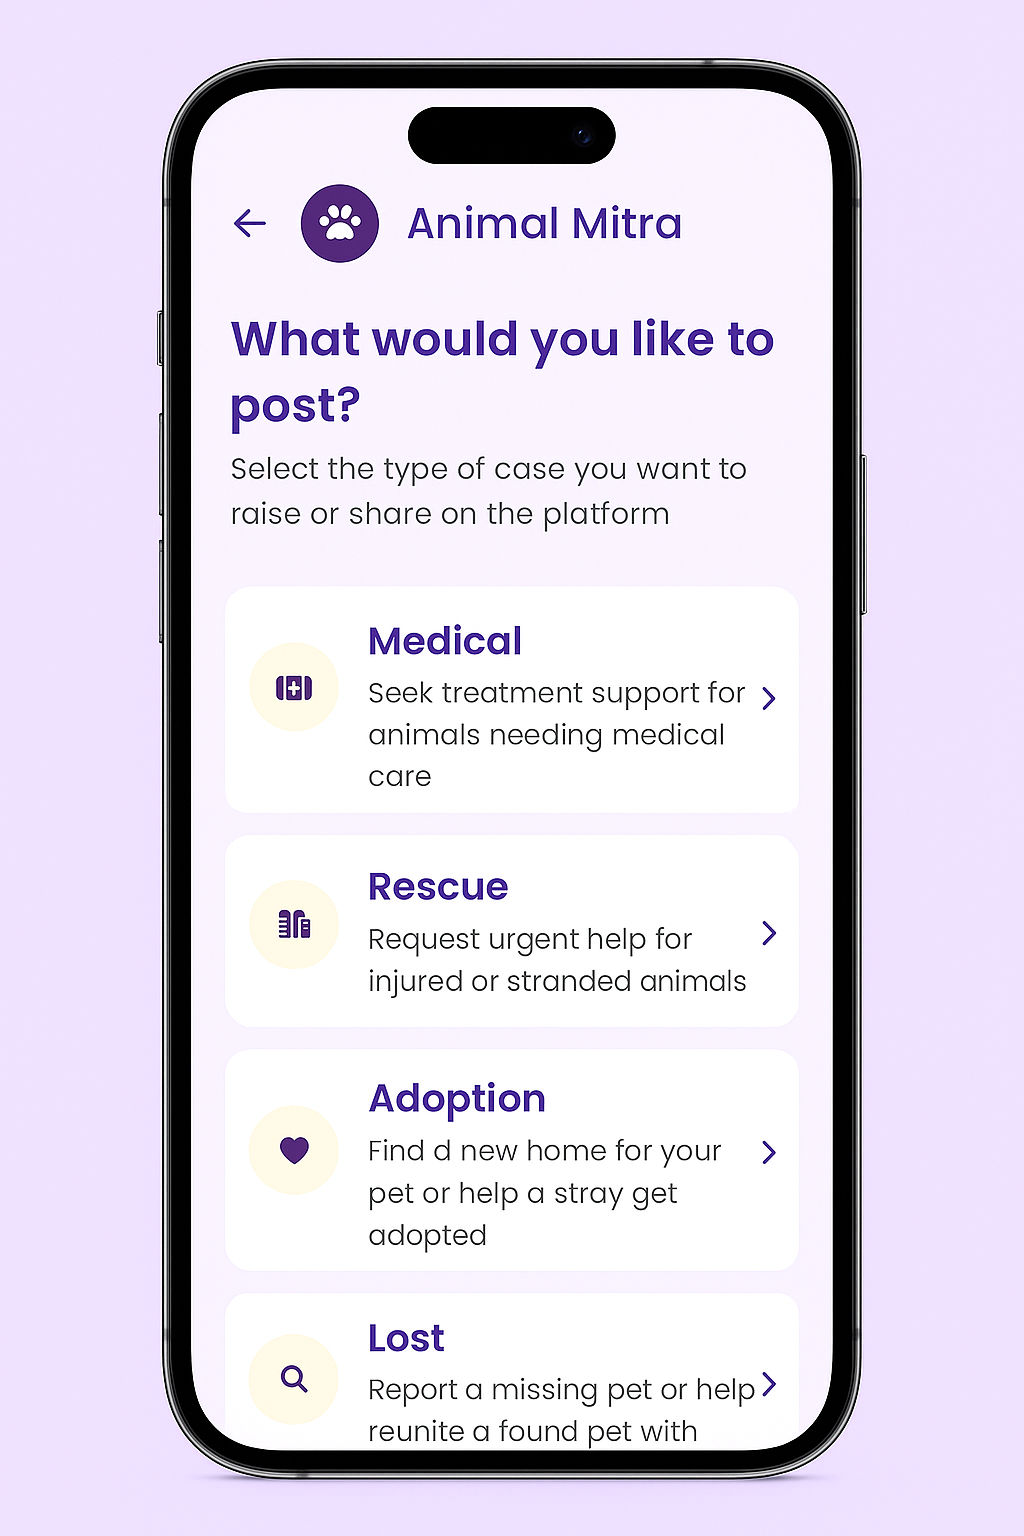 Animal Mitra
What would you like to
post?
Select the type of case you want to
raise or share on the platform
Medical
Seek treatment support for
animals needing medical
care
Rescue
Request urgent help for
injured or stranded animals
Adoption
Find d new home for your
pet or help a stray get
adopted
Lost
Report a missing pet or help
reunite a found pet with